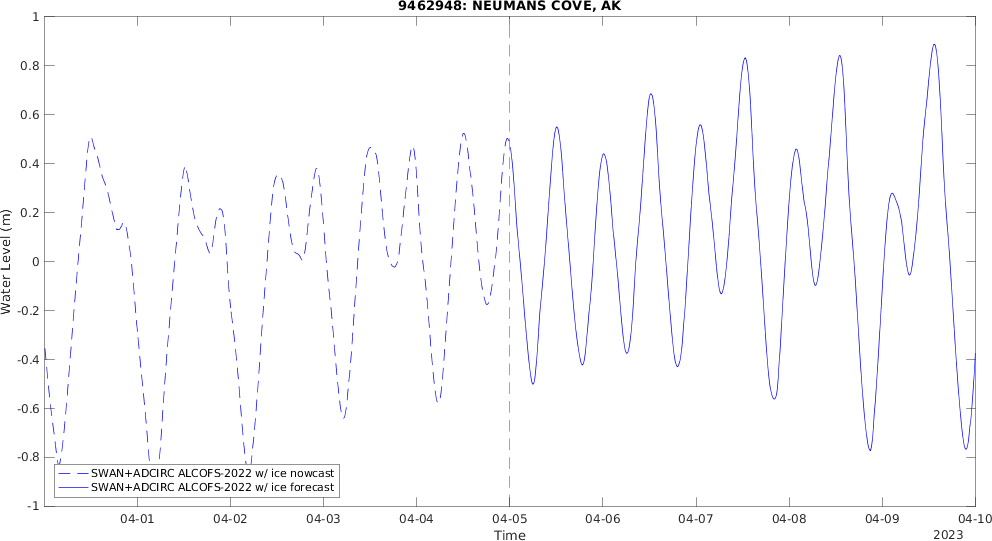 9462948: NEUMANS COVE, AK
Water Level (m)
1
0.8
0.6
0.4
0.2
0
-0.2
-0.4
-0.6
-0.8
-1
SWAN+ADCIRC ALCOFS-2022 w/ ice nowcast
SWAN+ADCIRC ALCOFS-2022 w/ ice forecast
04-01 04-02 04-03 04-04 04-05 04-06 04-07 04-08 04-09 04-10
Time
2023